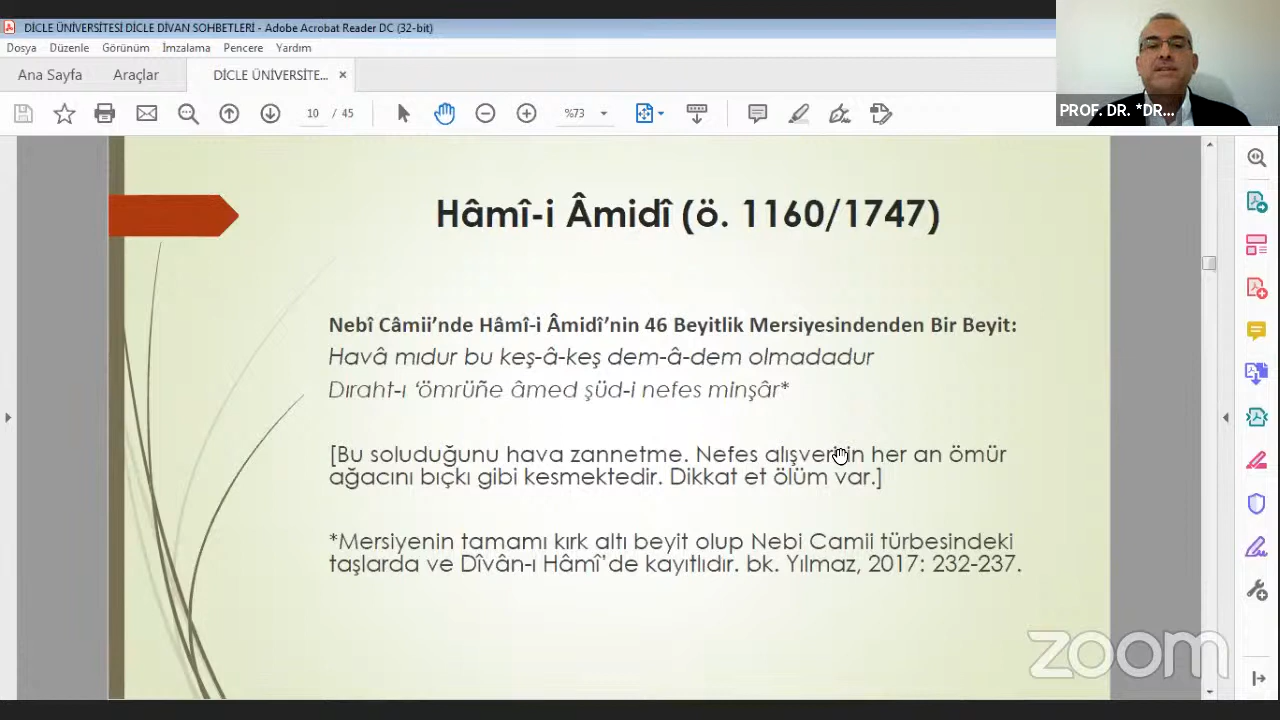 DİCLE ÜNİVERSİTESİ DİCLE DİVAN SOHBETLERİ - Adobe Acrobat Reader DC (32-bit)
Dosya Düzenle Görünüm İmzalama Pencere Yardım
Ana Sayfa Araçlar DİCLE ÜNİVERSİTE... ×
10 / 45 %73
PROF. DR. *DR...
Hâmî-i Âmidî (ö. 1160/1747)
Nebî Câmii’nde Hâmî-i Âmidî’nin 46 Beyitlik Mersiyesindenden Bir Beyit:
Havâ mıdur bu keş-â-keş dem-â-dem olmadadur
Dıraht-ı ‘ömrüñe âmed şüd-i nefes minşâr*
[Bu soluduğunu hava zannetme. Nefes alışverişin her an ömür
ağacını bıçkı gibi kesmektedir. Dikkat et ölüm var.]
*Mersiyenin tamamı kırk altı beyit olup Nebi Camii türbesindeki
taşlarda ve Dîvân-ı Hâmî’de kayıtlıdır. bk. Yılmaz, 2017: 232-237.
zoom